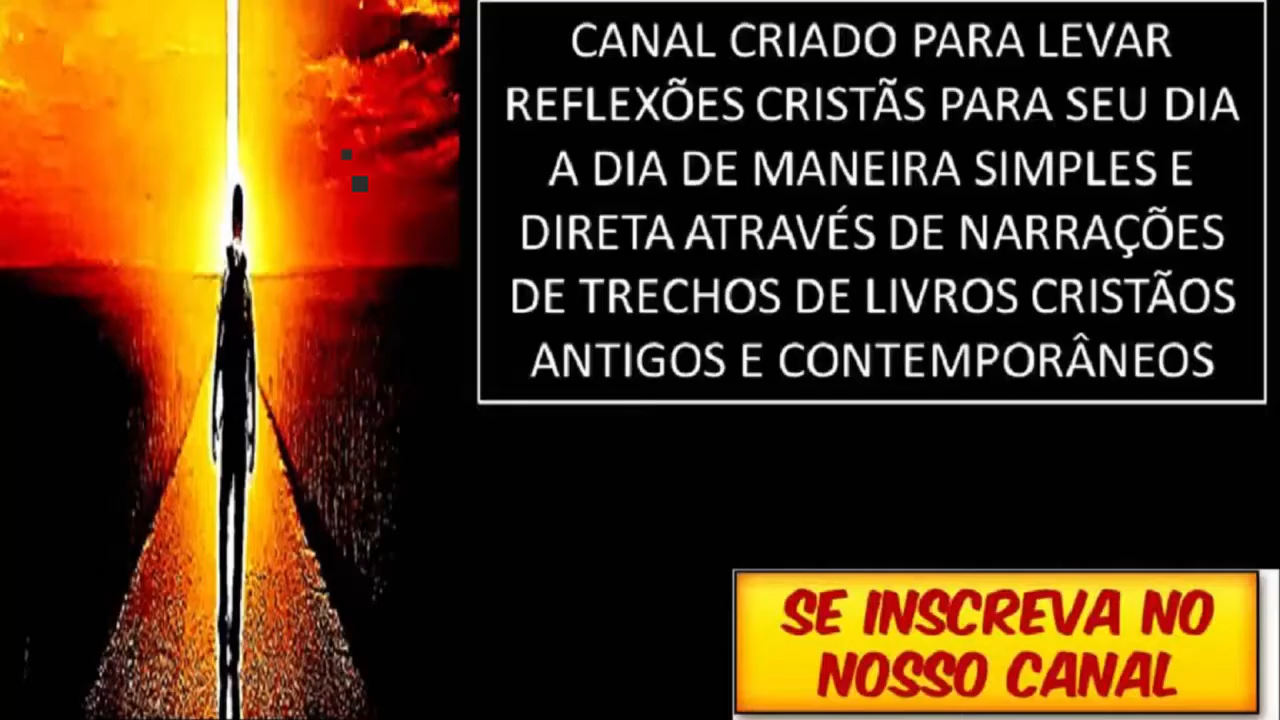 CANAL CRIADO PARA LEVAR
REFLEXÕES CRISTÃS PARA SEU DIA
A DIA DE MANEIRA SIMPLES E
DIRETA ATRAVÉS DE NARRAÇÕES
DE TRECHOS DE LIVROS CRISTÃOS
ANTIGOS E CONTEMPORÂNEOS
SE INSCREVA NO
NOSSO CANAL